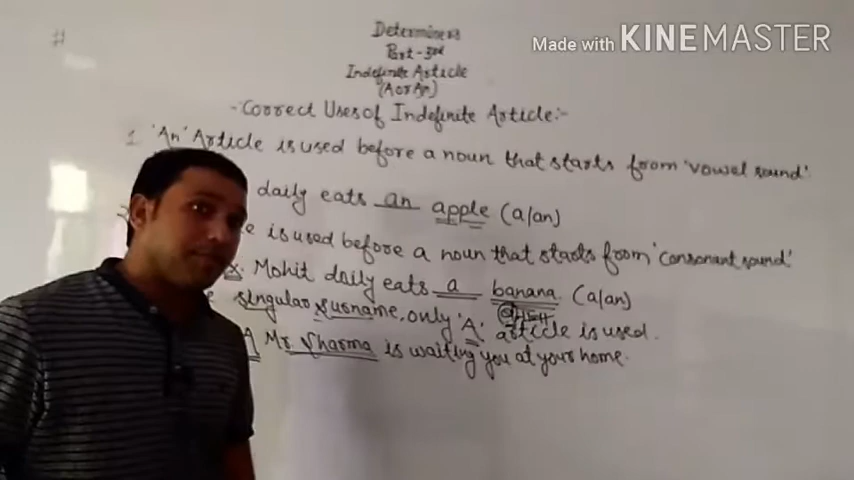 #
Made with KINEMASTER
Determiners
Part-3rd
Indefinite Article
(A or An)
-Correct Uses of Indefinite Article:-
1. 'An' Article is used before a noun that starts from 'vowel sound'
daily eats an apple (a/an)
is used before a noun that starts from 'consonant sound'
Ex. Mohit daily eats a banana (a/an)
singular surname, only 'A' article is used.
A Mr. Sharma is waiting you at your home.